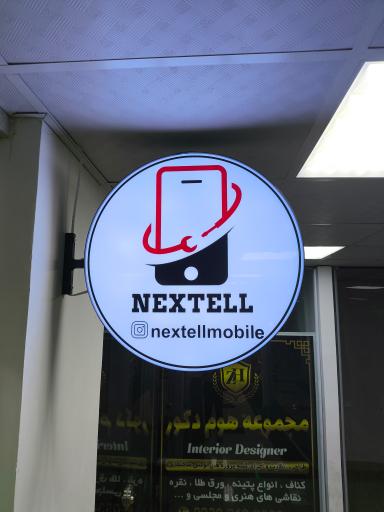 NEXTELL
nextellmobile
ZH
مجموعه هوم دکور
Interior Designer
کناف ، انواع پتینه ، ورق طلا ، نقره
نقاشی های هنری و مجلسی و ...